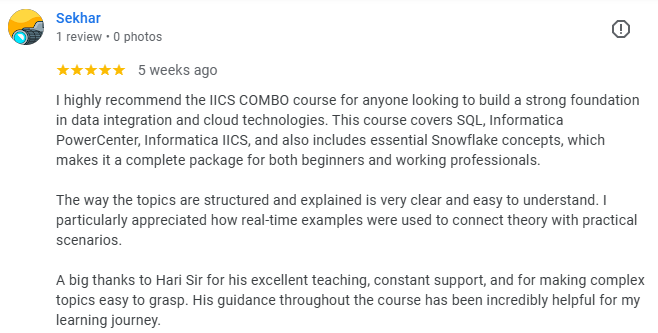 Sekhar
1 review • 0 photos
★★★★★ 5 weeks ago
I highly recommend the IICS COMBO course for anyone looking to build a strong foundation
in data integration and cloud technologies. This course covers SQL, Informatica
PowerCenter, Informatica IICS, and also includes essential Snowflake concepts, which
makes it a complete package for both beginners and working professionals.
The way the topics are structured and explained is very clear and easy to understand. I
particularly appreciated how real-time examples were used to connect theory with practical
scenarios.
A big thanks to Hari Sir for his excellent teaching, constant support, and for making complex
topics easy to grasp. His guidance throughout the course has been incredibly helpful for my
learning journey.